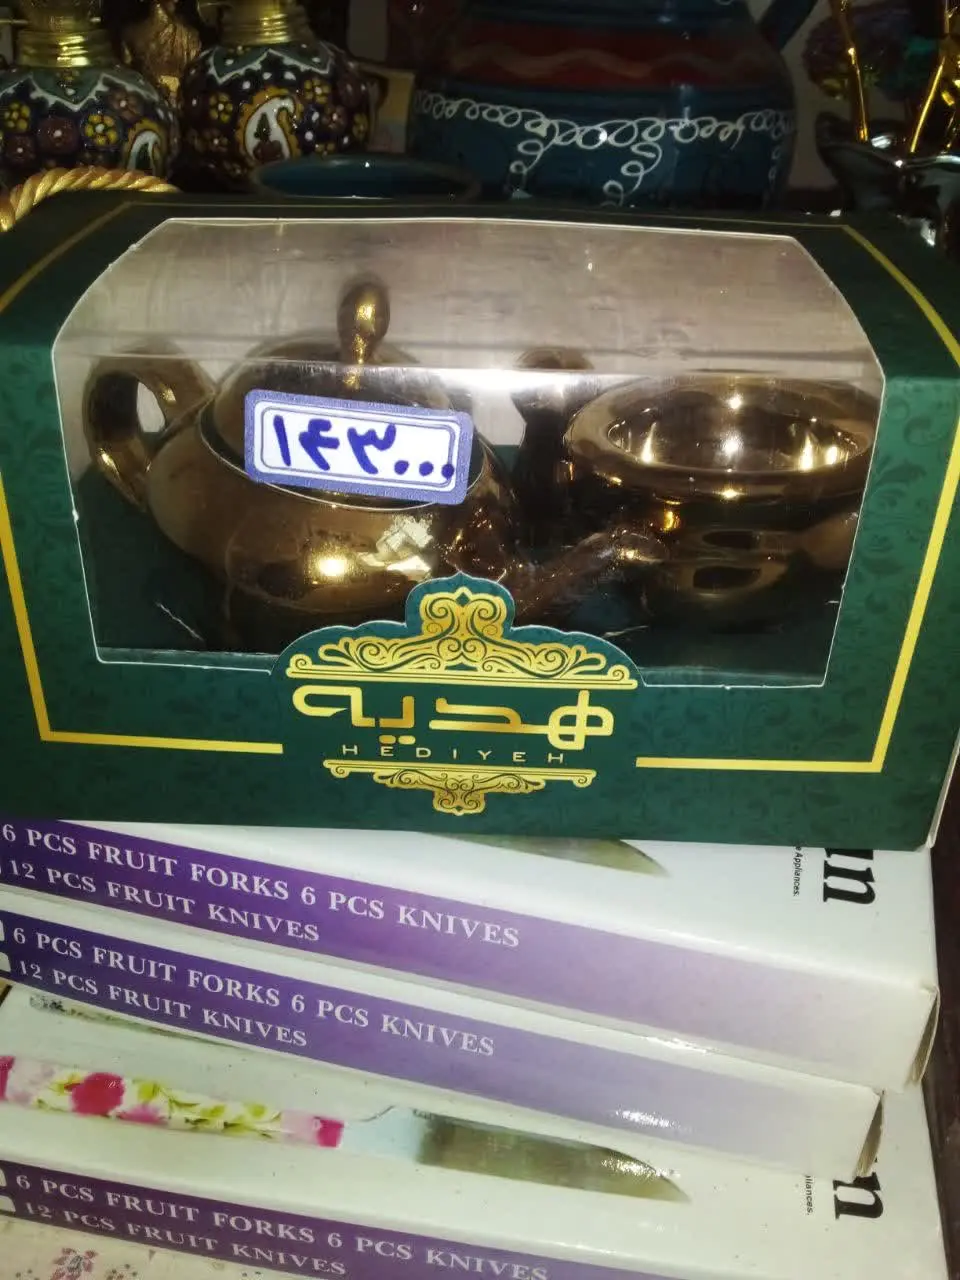 ۱۴۳۰۰۰
هدیه
HEDIYEH
6 PCS FRUIT FORKS 6 PCS KNIVES
12 PCS FRUIT KNIVES
Appliances.
6 PCS FRUIT FORKS 6 PCS KNIVES
12 PCS FRUIT KNIVES
6 PCS FRUIT FORKS 6 PCS KNIVES
12 PCS FRUIT KNIVES